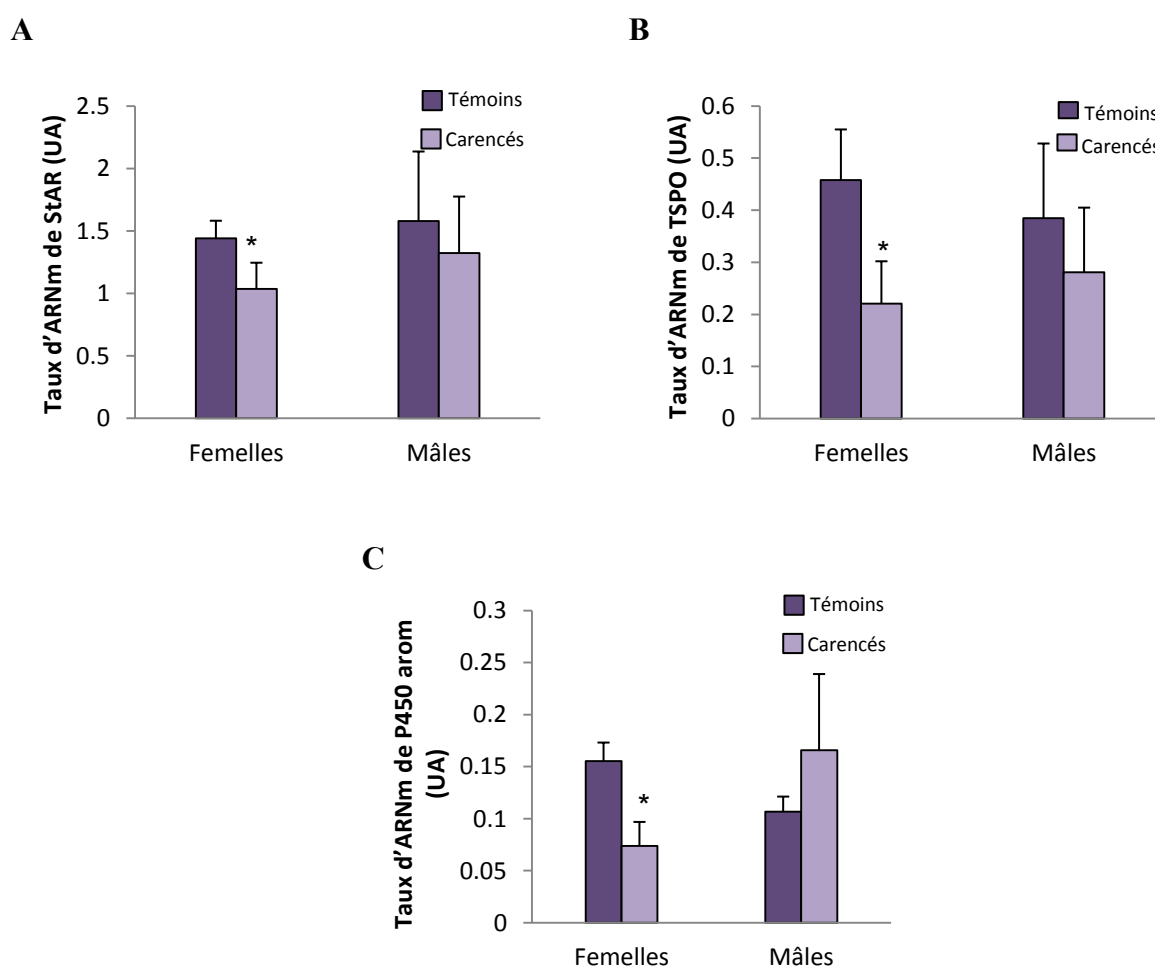 A
Taux d'ARNm de StAR (UA)
2.5
2
1.5
1
0.5
0
Témoins
Carencés
*
Femelles
Mâles
B
Taux d'ARNm de TSPO (UA)
0.6
0.5
0.4
0.3
0.2
0.1
0
Témoins
Carencés
*
Femelles
Mâles
C
Taux d'ARNm de P450 arom
(UA)
0.3
0.25
0.2
0.15
0.1
0.05
0
Témoins
Carencés
*
Femelles
Mâles